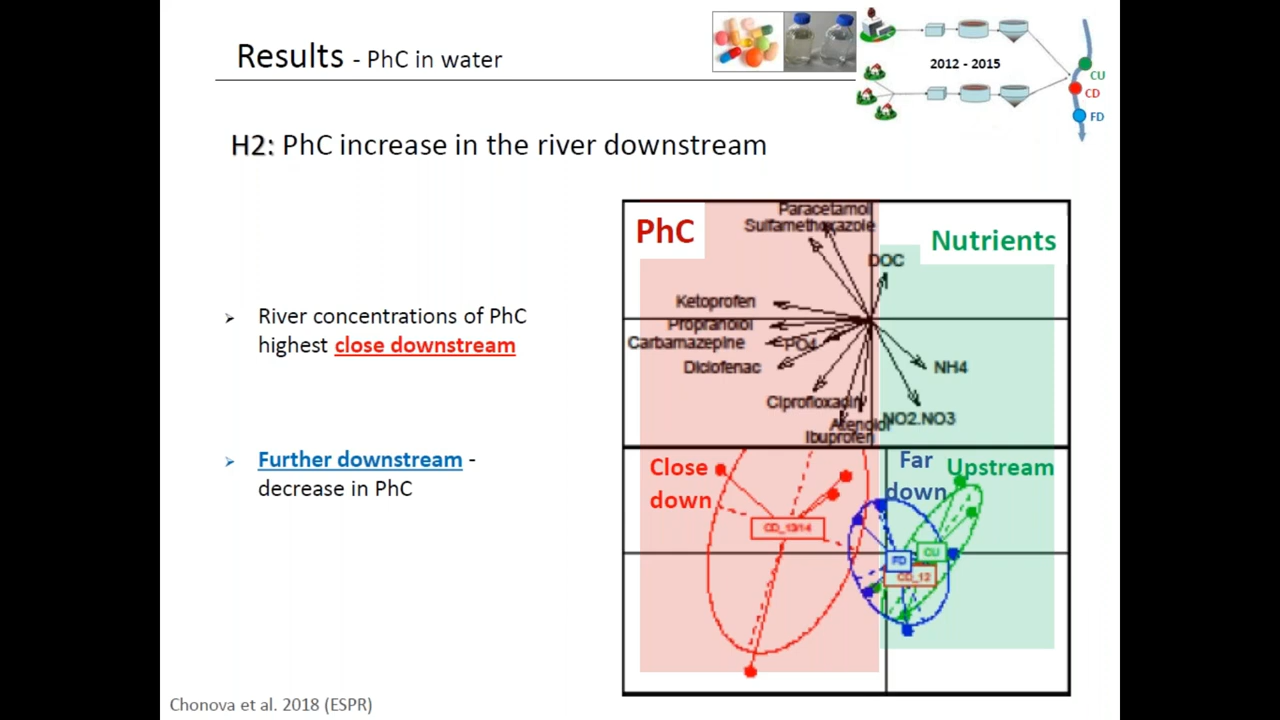 Results - PhC in water
2012 - 2015
CU
CD
FD
H2: PhC increase in the river downstream
River concentrations of PhC
highest close downstream
Further downstream -
decrease in PhC
PhC
Nutrients
Paracetamol
Sulfamethoxazole
DOC
Ketoprofen
Propranolol
Carbamazepine
PO4
Diclofenac
NH4
Ciprofloxacin
NO2.NO3
Atenolol
Ibuprofen
Close
down
Far
down
Upstream
CD_13/14
CU
FD
CD_12
Chonova et al. 2018 (ESPR)